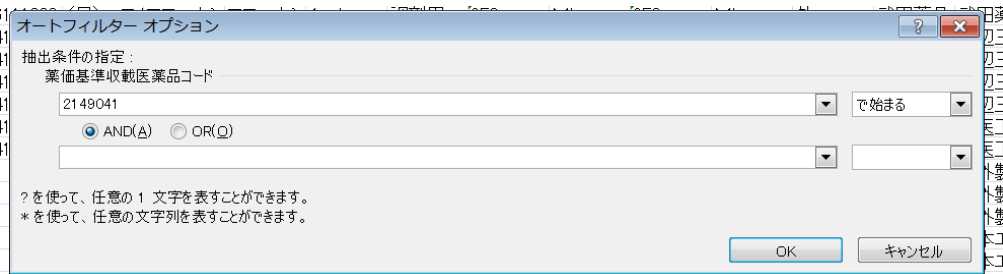 オートフィルター オプション
抽出条件の指定:
薬価基準収載医薬品コード
2149041 で始まる
AND(A) OR(O)
? を使って、任意の 1 文字を表すことができます。
* を使って、任意の文字列を表すことができます。
OK キャンセル